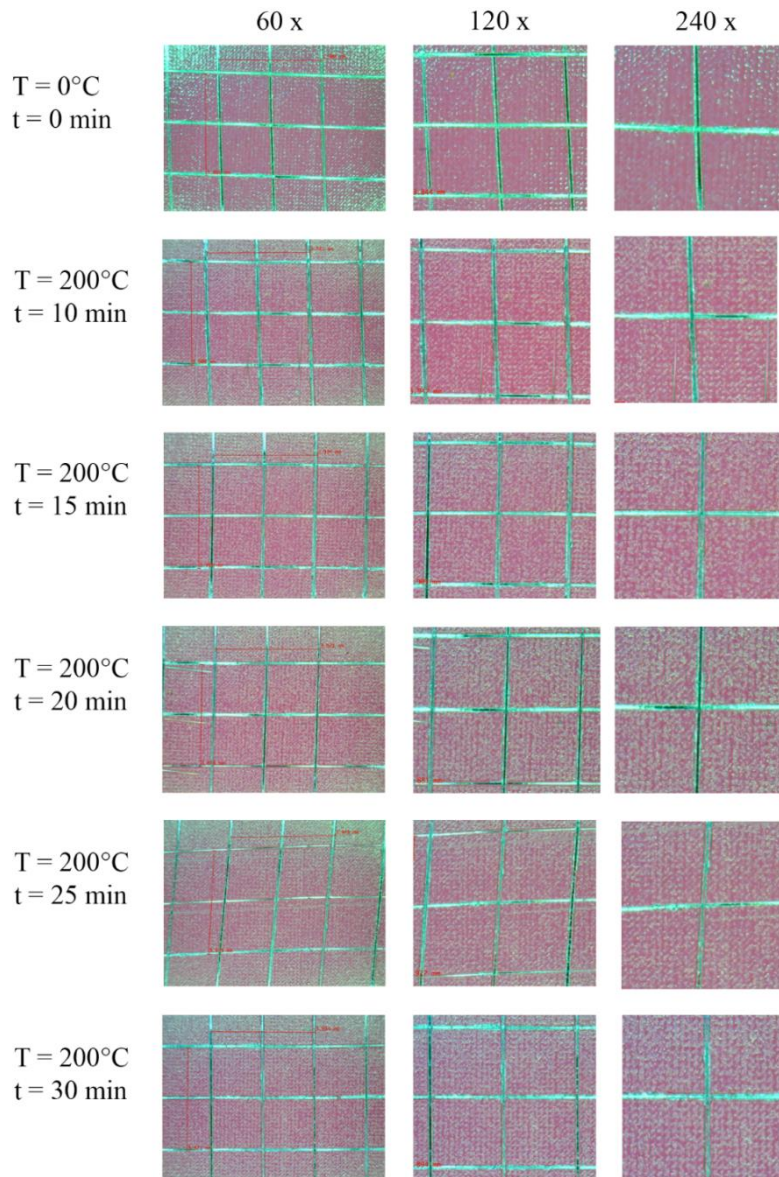 60 x 120 x 240 x
T = 0°C
t = 0 min
T = 200°C
t = 10 min
T = 200°C
t = 15 min
T = 200°C
t = 20 min
T = 200°C
t = 25 min
T = 200°C
t = 30 min